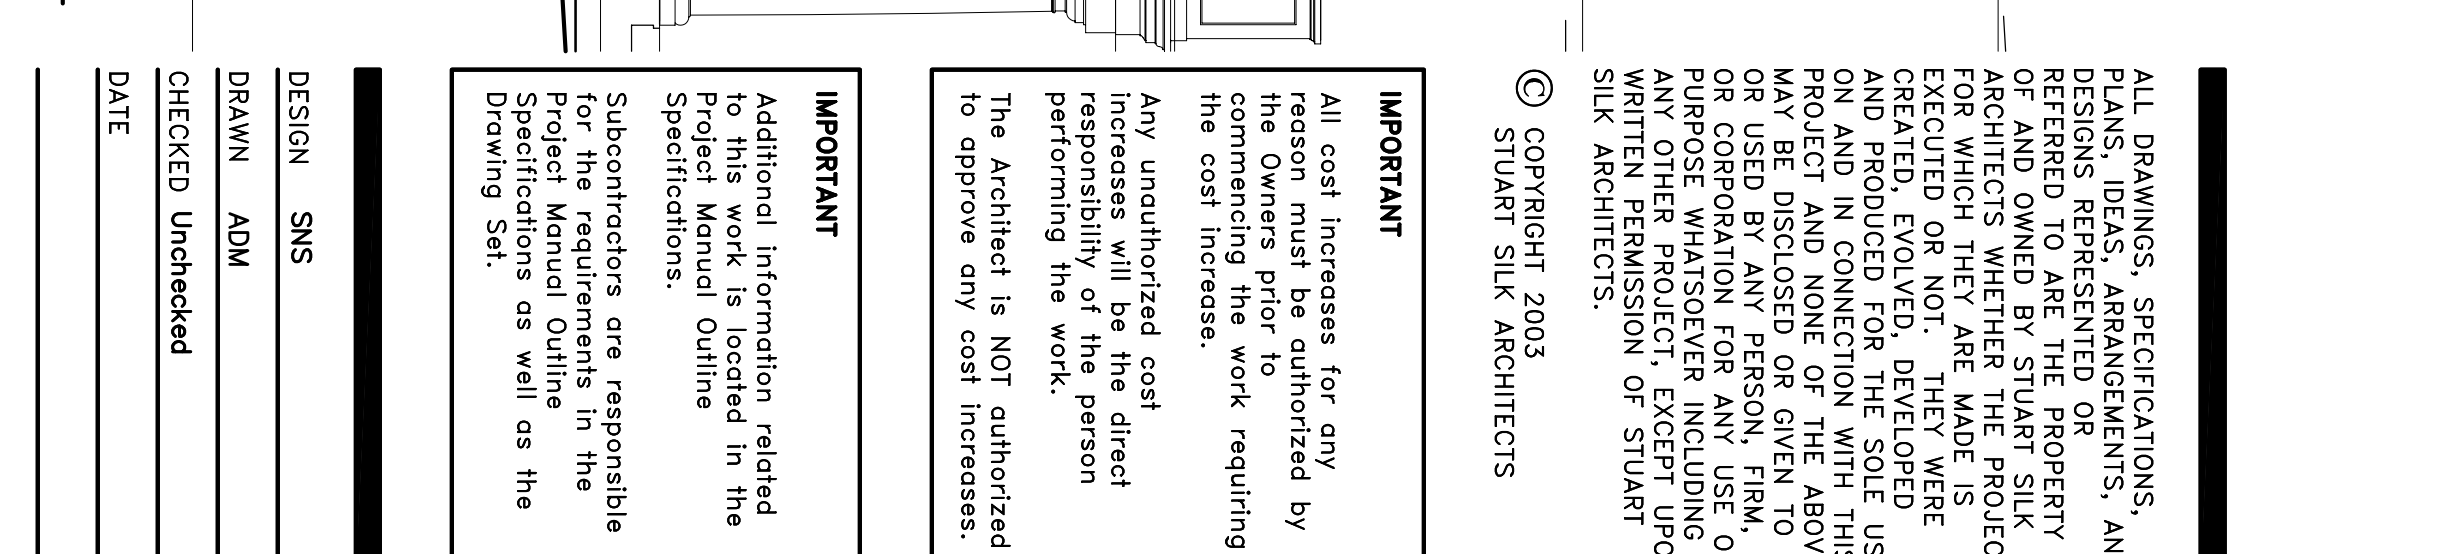 ALL DRAWINGS, SPECIFICATIONS,
PLANS, IDEAS, ARRANGEMENTS,
DESIGNS REPRESENTED OR
REFERRED TO ARE THE PROPERTY
OF AND OWNED BY STUART SILK
ARCHITECTS WHETHER THE
FOR WHICH THEY ARE MADE IS
EXECUTED OR NOT. THEY WERE
CREATED, EVOLVED, DEVELOPED
AND PRODUCED FOR THE SOLE
ON AND IN CONNECTION WITH
PROJECT AND NONE OF THE
MAY BE DISCLOSED OR GIVEN TO
OR USED BY ANY PERSON, FIRM,
OR CORPORATION FOR ANY USE
PURPOSE WHATSOEVER INCLUDING
ANY OTHER PROJECT, EXCEPT
WRITTEN PERMISSION OF STUART
SILK ARCHITECTS.
© COPYRIGHT 2003
STUART SILK ARCHITECTS
IMPORTANT
All cost increases for any
reason must be authorized by
the Owners prior to
commencing the work requiring
the cost increase.
Any unauthorized cost
increases will be the direct
responsibility of the person
performing the work.
The Architect is NOT authorized
to approve any cost increases.
IMPORTANT
Additional information related
to this work is located in the
Project Manual Outline
Specifications.
Subcontractors are responsible
for the requirements in the
Project Manual Outline
Specifications as well as the
Drawing Set.
DESIGN SNS
DRAWN ADM
CHECKED Unchecked
DATE